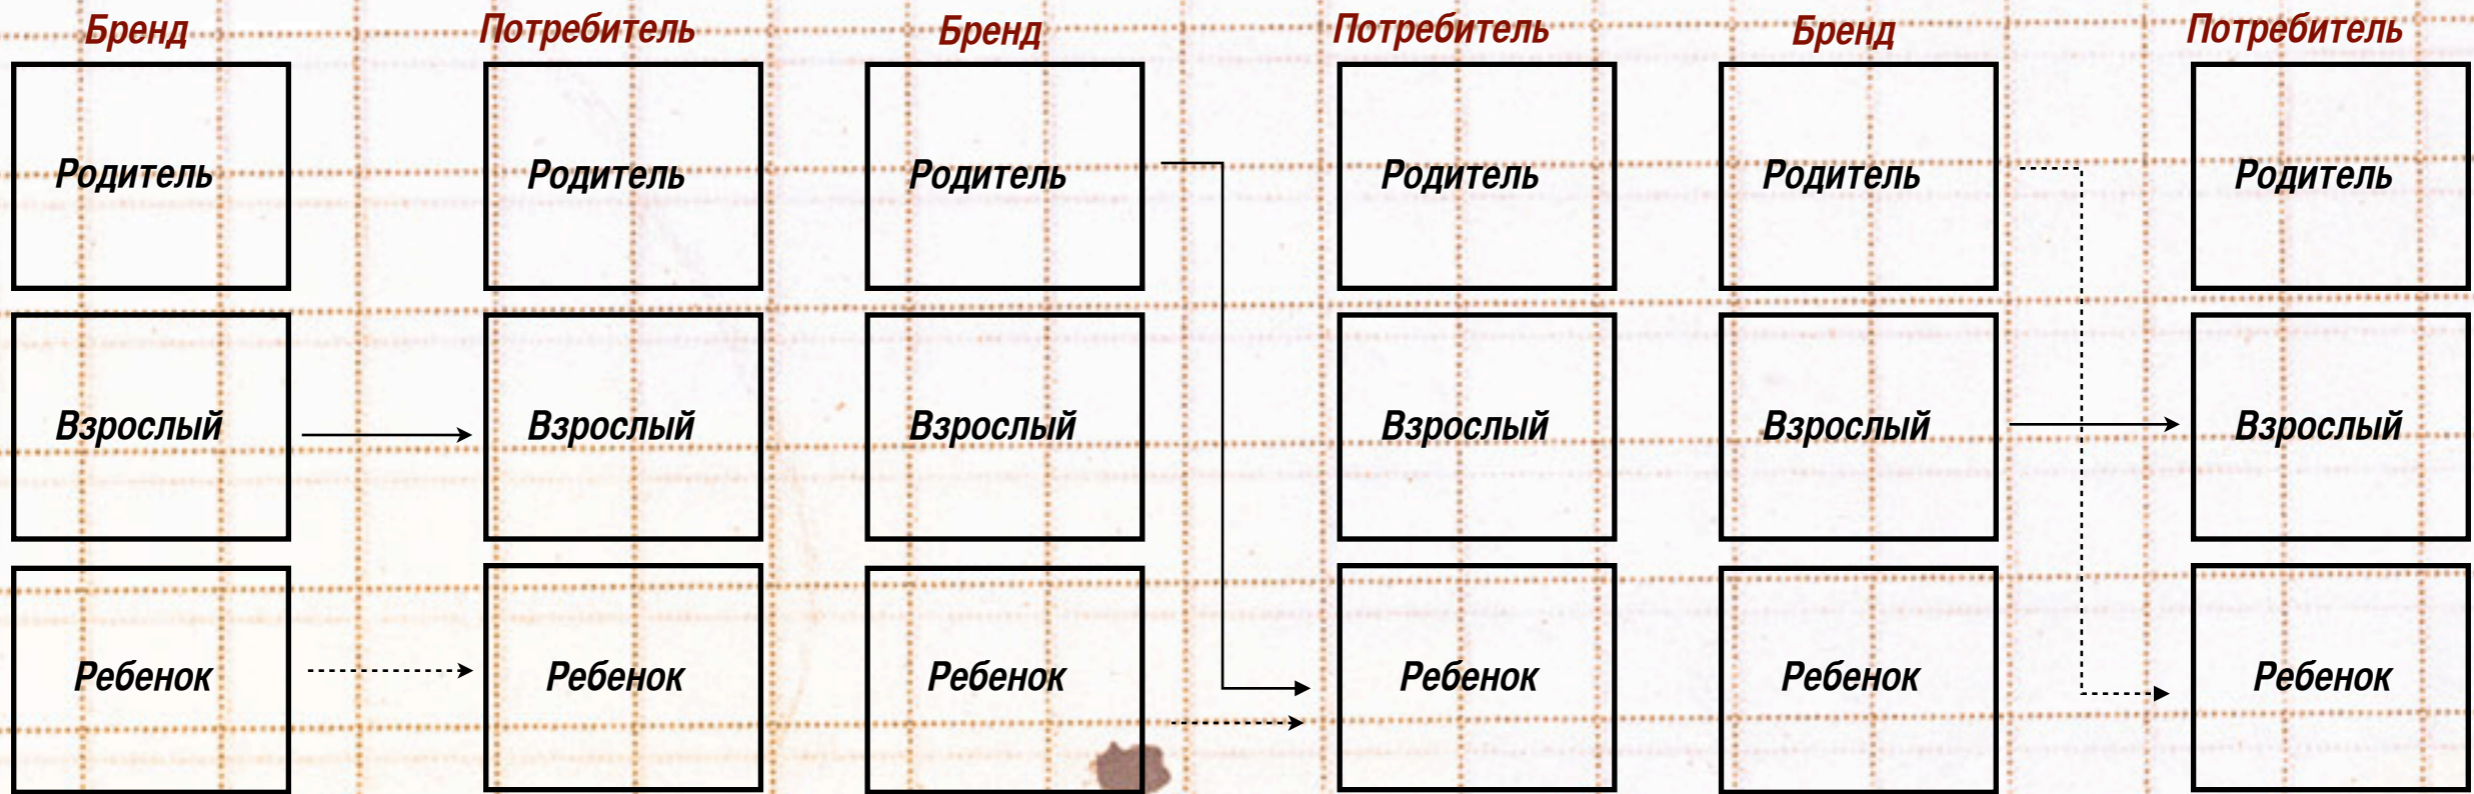 Бренд Потребитель Бренд Потребитель Бренд Потребитель
Родитель Родитель Родитель Родитель Родитель Родитель
Взрослый Взрослый Взрослый Взрослый Взрослый Взрослый
Ребенок Ребенок Ребенок Ребенок Ребенок Ребенок